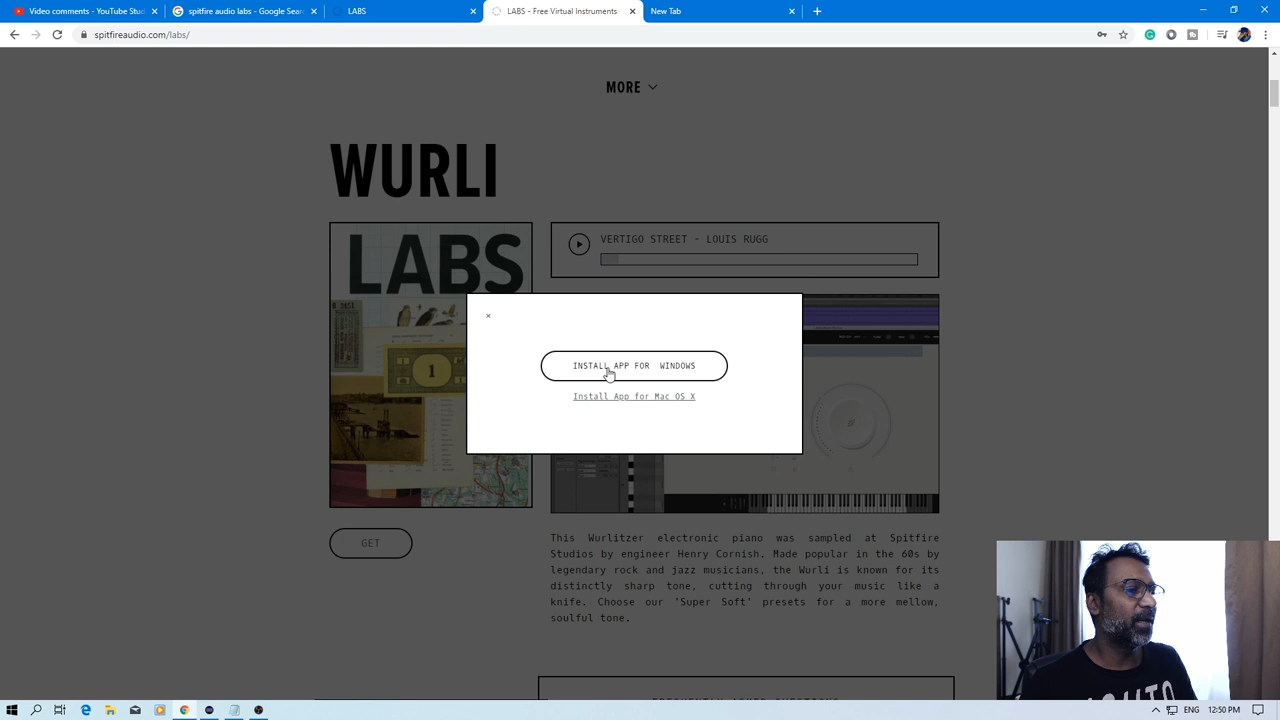 Video comments - YouTube Stud
spitfire audio labs - Google Sear
LABS
LABS - Free Virtual Instruments
New Tab
spitfireaudio.com/labs/
MORE
WURLI
LABS
1
VERTIGO STREET - LOUIS RUGG
INSTALL APP FOR WINDOWS
Install App for Mac OS X
GET
This Wurlitzer electronic piano was sampled at Spitfire
Studios by engineer Henry Cornish. Made popular in the 60s by
legendary rock and jazz musicians, the Wurli is known for its
distinctly sharp tone, cutting through your music like a
knife. Choose our 'Super Soft' presets for a more mellow,
soulful tone.
FREQUENTLY ASKED QUESTIONS
ENG
12:50 PM